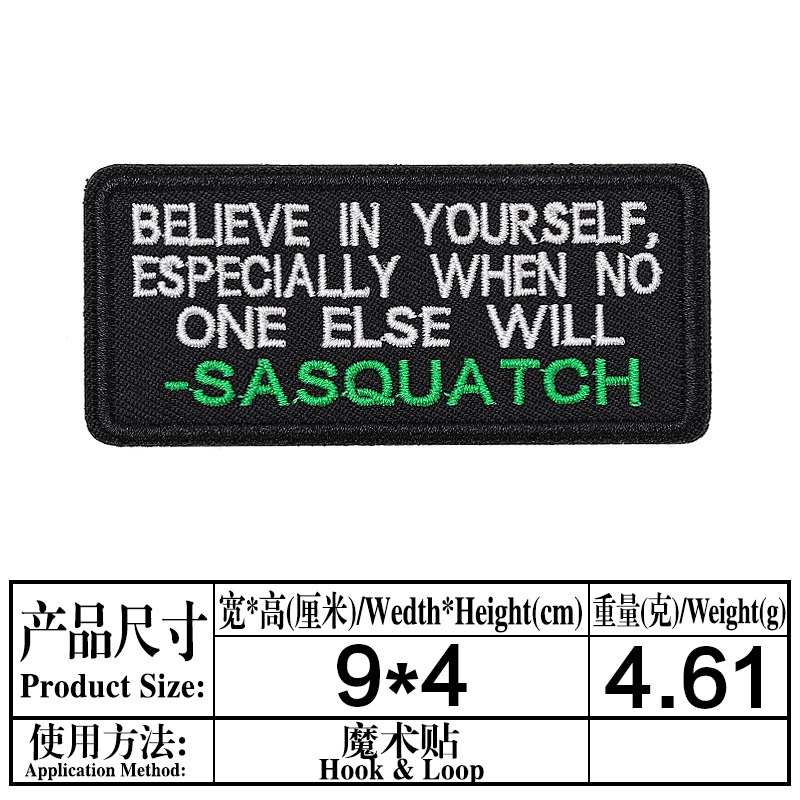 BELIEVE IN YOURSELF,
ESPECIALLY WHEN NO
ONE ELSE WILL
-SASQUATCH
产品尺寸
Product Size:
宽*高(厘米)/Wedth*Height(cm)
重量(克)/Weight(g)
9*4
4.61
使用方法:
Application Method:
魔术贴
Hook & Loop